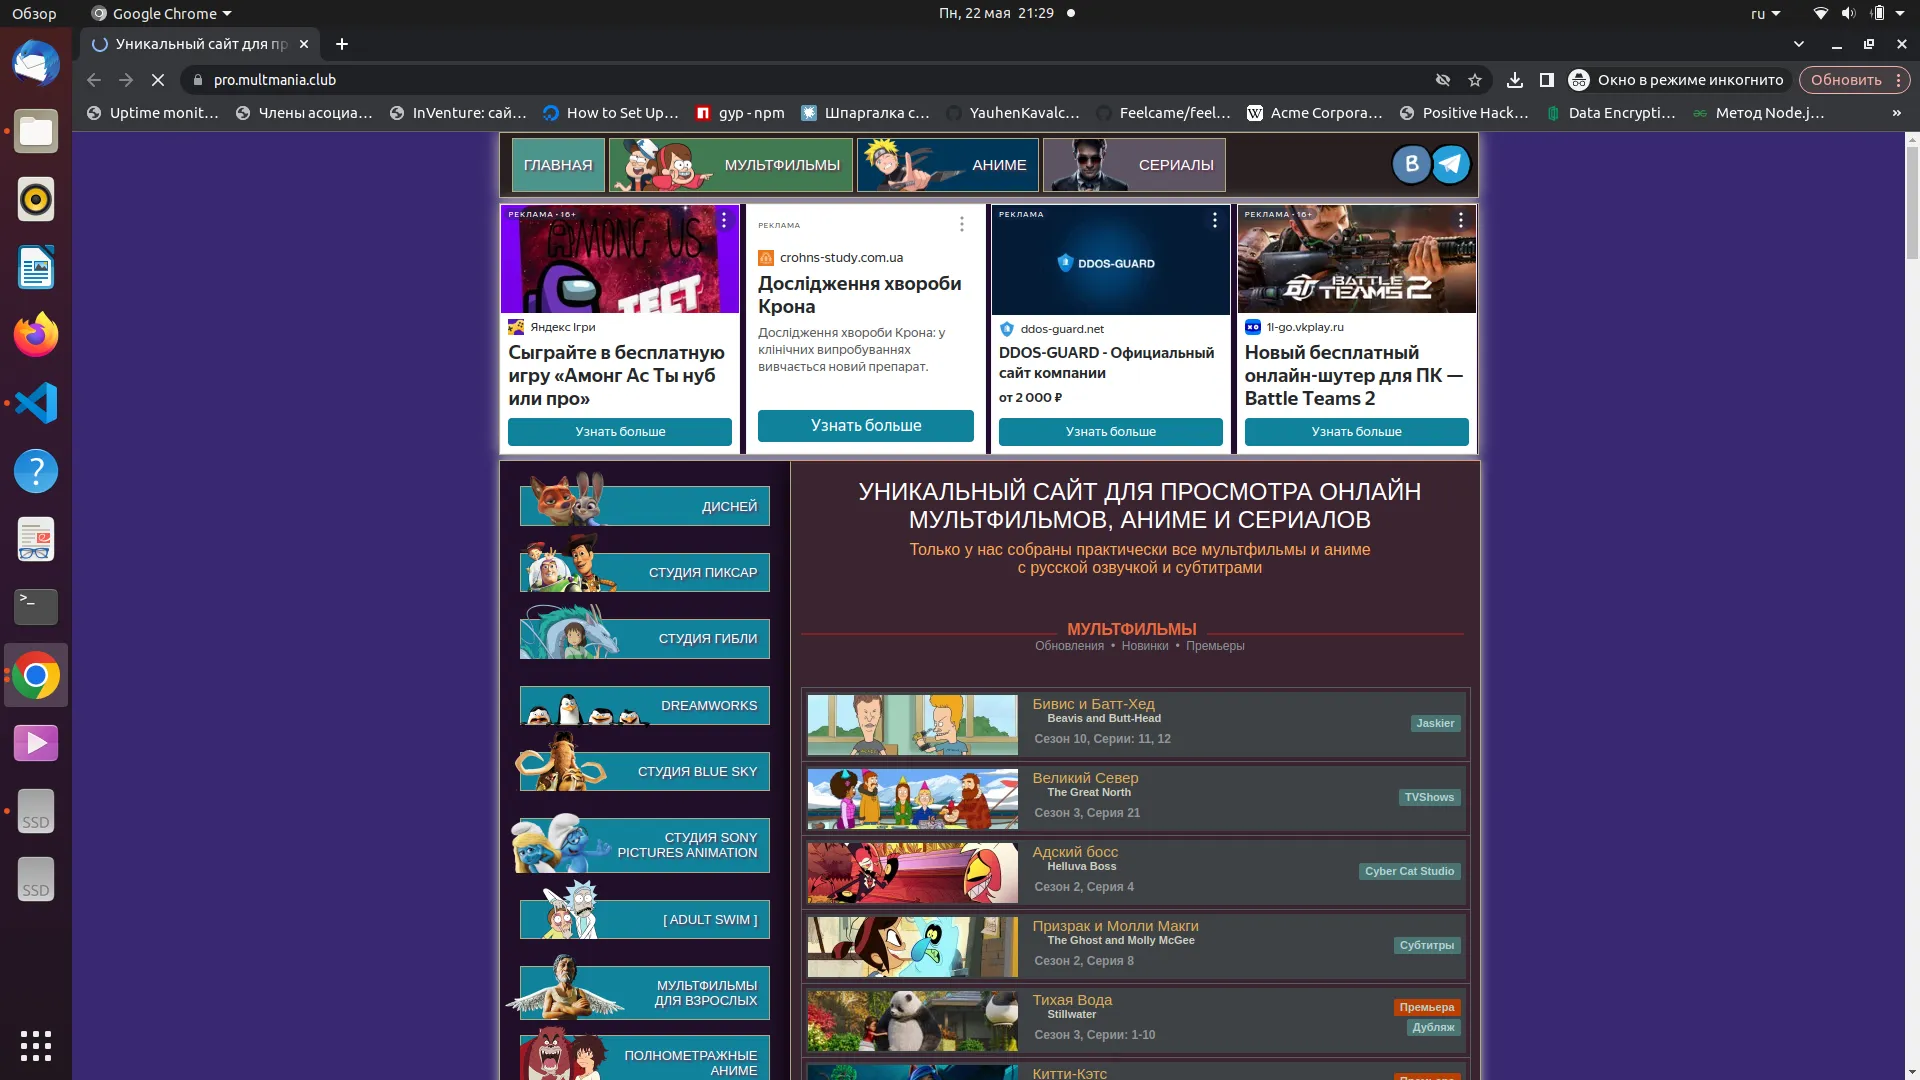 Обзор
Google Chrome
Пн, 22 мая 21:29
ru
Уникальный сайт для пр
pro.multmania.club
Окно в режиме инкогнито
Обновить
Uptime monit…
Члены асоциа…
InVenture: сай…
How to Set Up…
gyp - npm
Шпаргалка с…
YauhenKavalc…
Feelcame/feel…
Acme Corpora…
Positive Hack…
Data Encrypti…
Метод Node.j…
»
ГЛАВНАЯ
МУЛЬТФИЛЬМЫ
АНИМЕ
СЕРИАЛЫ
B
РЕКЛАМА • 16+
AMONG US
ТЕСТ
Яндекс Ігри
Сыграйте в бесплатную
игру «Амонг Ас Ты нуб
или про»
Узнать больше
РЕКЛАМА
crohns-study.com.ua
Дослідження хвороби
Крона
Дослідження хвороби Крона: у
клінічних випробуваннях
вивчається новий препарат.
Узнать больше
РЕКЛАМА
DDOS-GUARD
ddos-guard.net
DDOS-GUARD - Официальный
сайт компании
от 2 000 ₽
Узнать больше
РЕКЛАМА • 16+
BATTLE
TEAMS 2
1l-go.vkplay.ru
Новый бесплатный
онлайн-шутер для ПК —
Battle Teams 2
Узнать больше
ДИСНЕЙ
СТУДИЯ ПИКСАР
СТУДИЯ ГИБЛИ
DREAMWORKS
СТУДИЯ BLUE SKY
СТУДИЯ SONY
PICTURES ANIMATION
[ ADULT SWIM ]
МУЛЬТФИЛЬМЫ
ДЛЯ ВЗРОСЛЫХ
ПОЛНОМЕТРАЖНЫЕ
АНИМЕ
УНИКАЛЬНЫЙ САЙТ ДЛЯ ПРОСМОТРА ОНЛАЙН
МУЛЬТФИЛЬМОВ, АНИМЕ И СЕРИАЛОВ
Только у нас собраны практически все мультфильмы и аниме
с русской озвучкой и субтитрами
МУЛЬТФИЛЬМЫ
Обновления • Новинки • Премьеры
Бивис и Батт-Хед
Beavis and Butt-Head
Сезон 10, Серии: 11, 12
Jaskier
Великий Север
The Great North
Сезон 3, Серия 21
TVShows
Адский босс
Helluva Boss
Сезон 2, Серия 4
Cyber Cat Studio
Призрак и Молли Макги
The Ghost and Molly McGee
Сезон 2, Серия 8
Субтитры
Тихая Вода
Stillwater
Сезон 3, Серии: 1-10
Премьера
Дубляж
Китти-Кэтс
Премьера
SSD
SSD